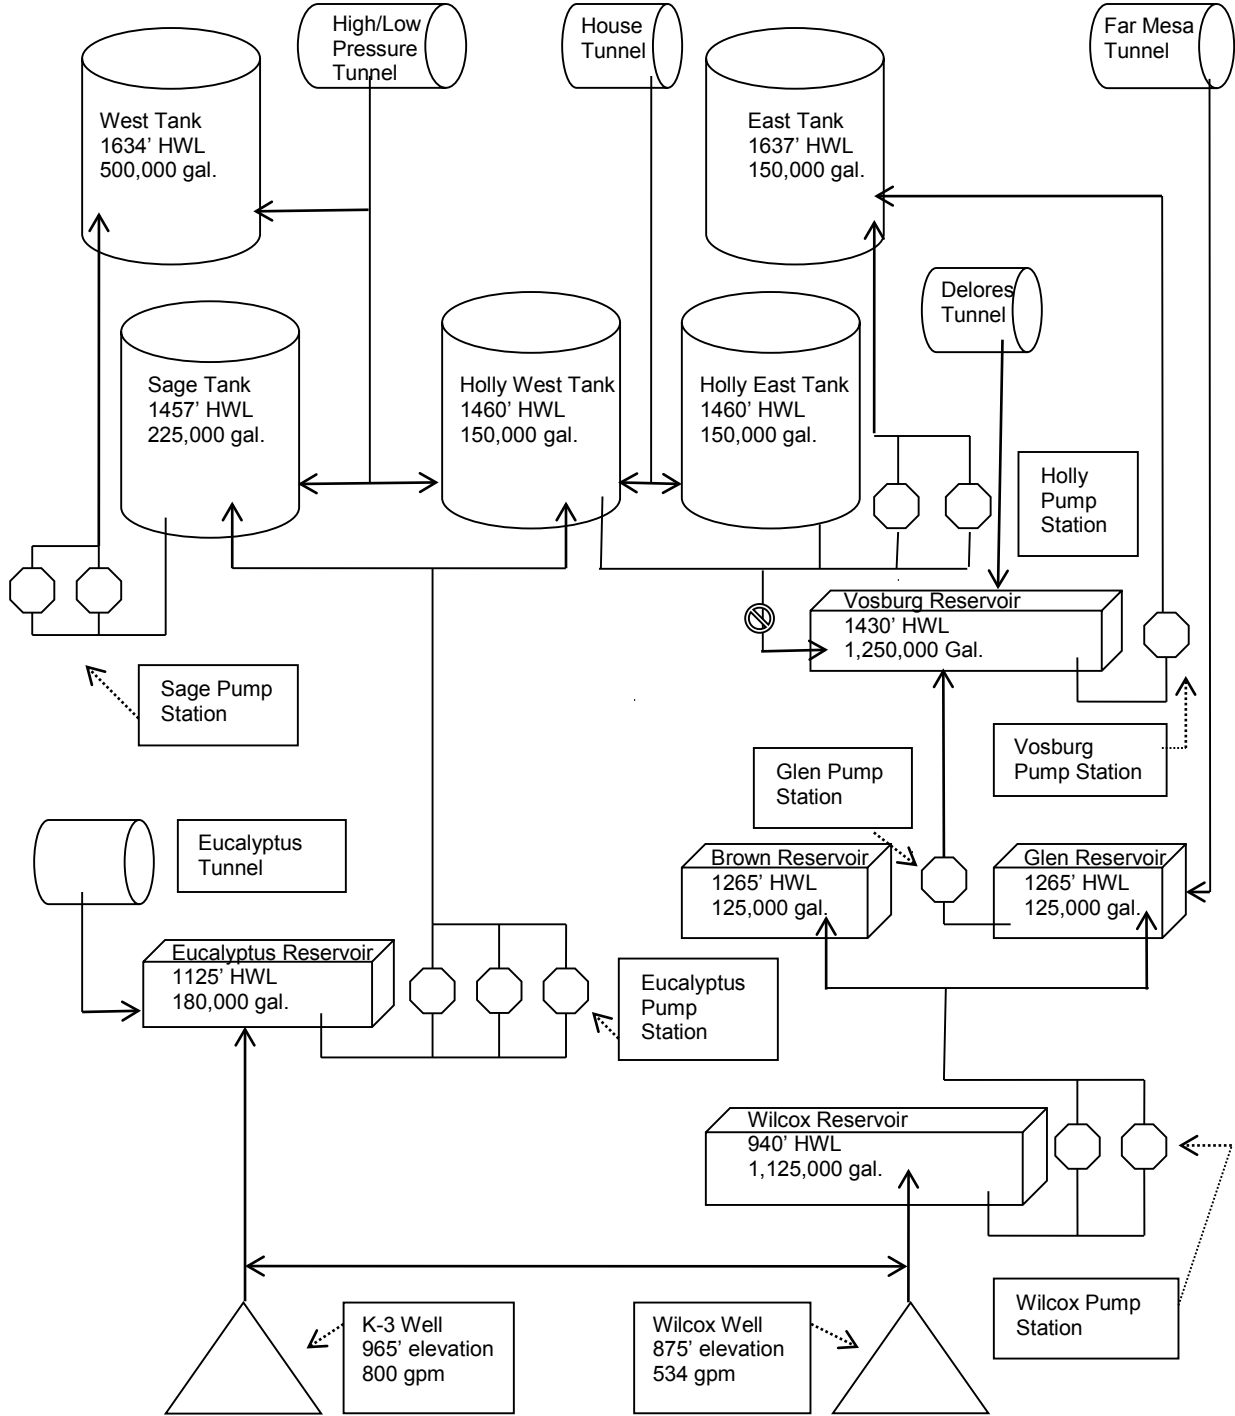 High/Low
Pressure
Tunnel
House
Tunnel
Far Mesa
Tunnel
West Tank
1634’ HWL
500,000 gal.
East Tank
1637’ HWL
150,000 gal.
Delores
Tunnel
Sage Tank
1457’ HWL
225,000 gal.
Holly West Tank
1460’ HWL
150,000 gal.
Holly East Tank
1460’ HWL
150,000 gal.
Holly
Pump
Station
Vosburg Reservoir
1430’ HWL
1,250,000 Gal.
Sage Pump
Station
Vosburg
Pump Station
Glen Pump
Station
Eucalyptus
Tunnel
Brown Reservoir
1265’ HWL
125,000 gal.
Glen Reservoir
1265’ HWL
125,000 gal.
Eucalyptus Reservoir
1125’ HWL
180,000 gal.
Eucalyptus
Pump
Station
Wilcox Reservoir
940’ HWL
1,125,000 gal.
Wilcox Pump
Station
K-3 Well
965’ elevation
800 gpm
Wilcox Well
875’ elevation
534 gpm